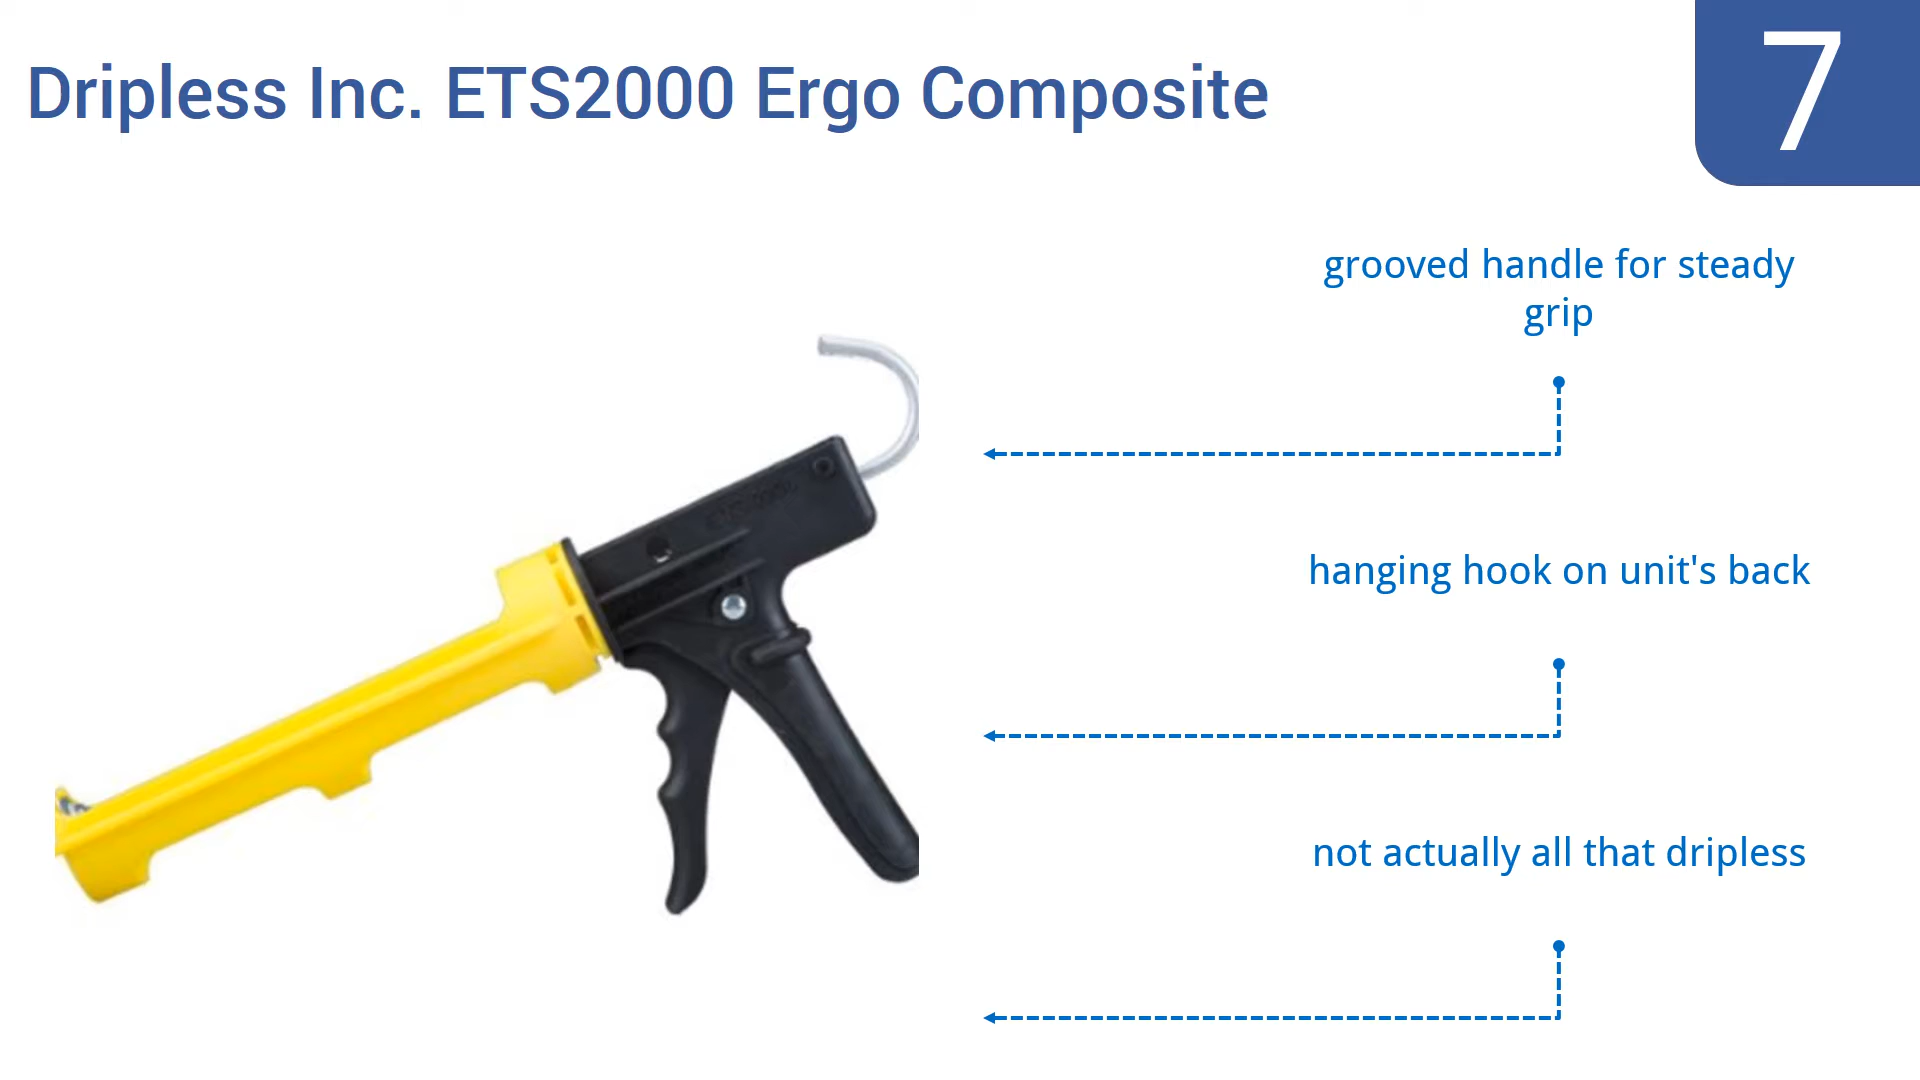 Dripless Inc. ETS2000 Ergo Composite
7
grooved handle for steady
grip
hanging hook on unit's back
not actually all that dripless